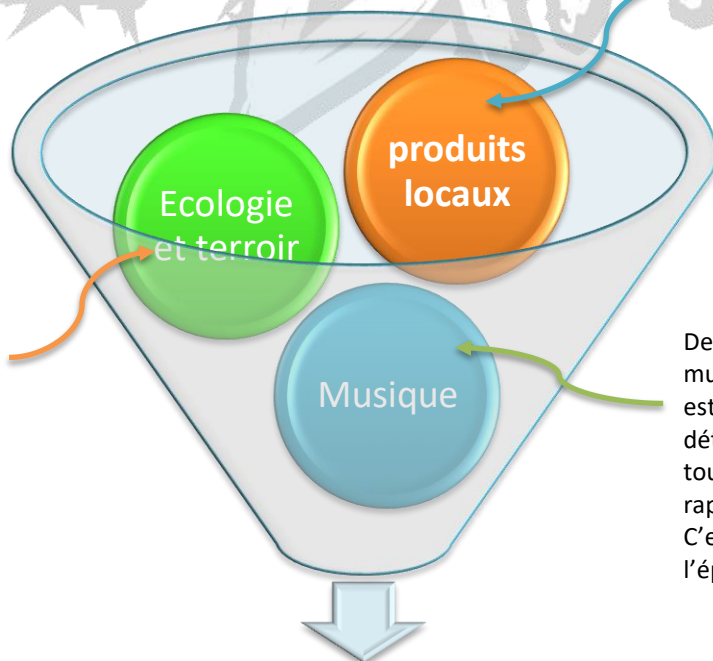 produits
locaux
Ecologie
et terroir
Musique
De
mu
est
dét
tou
rap
C'e
l'ép